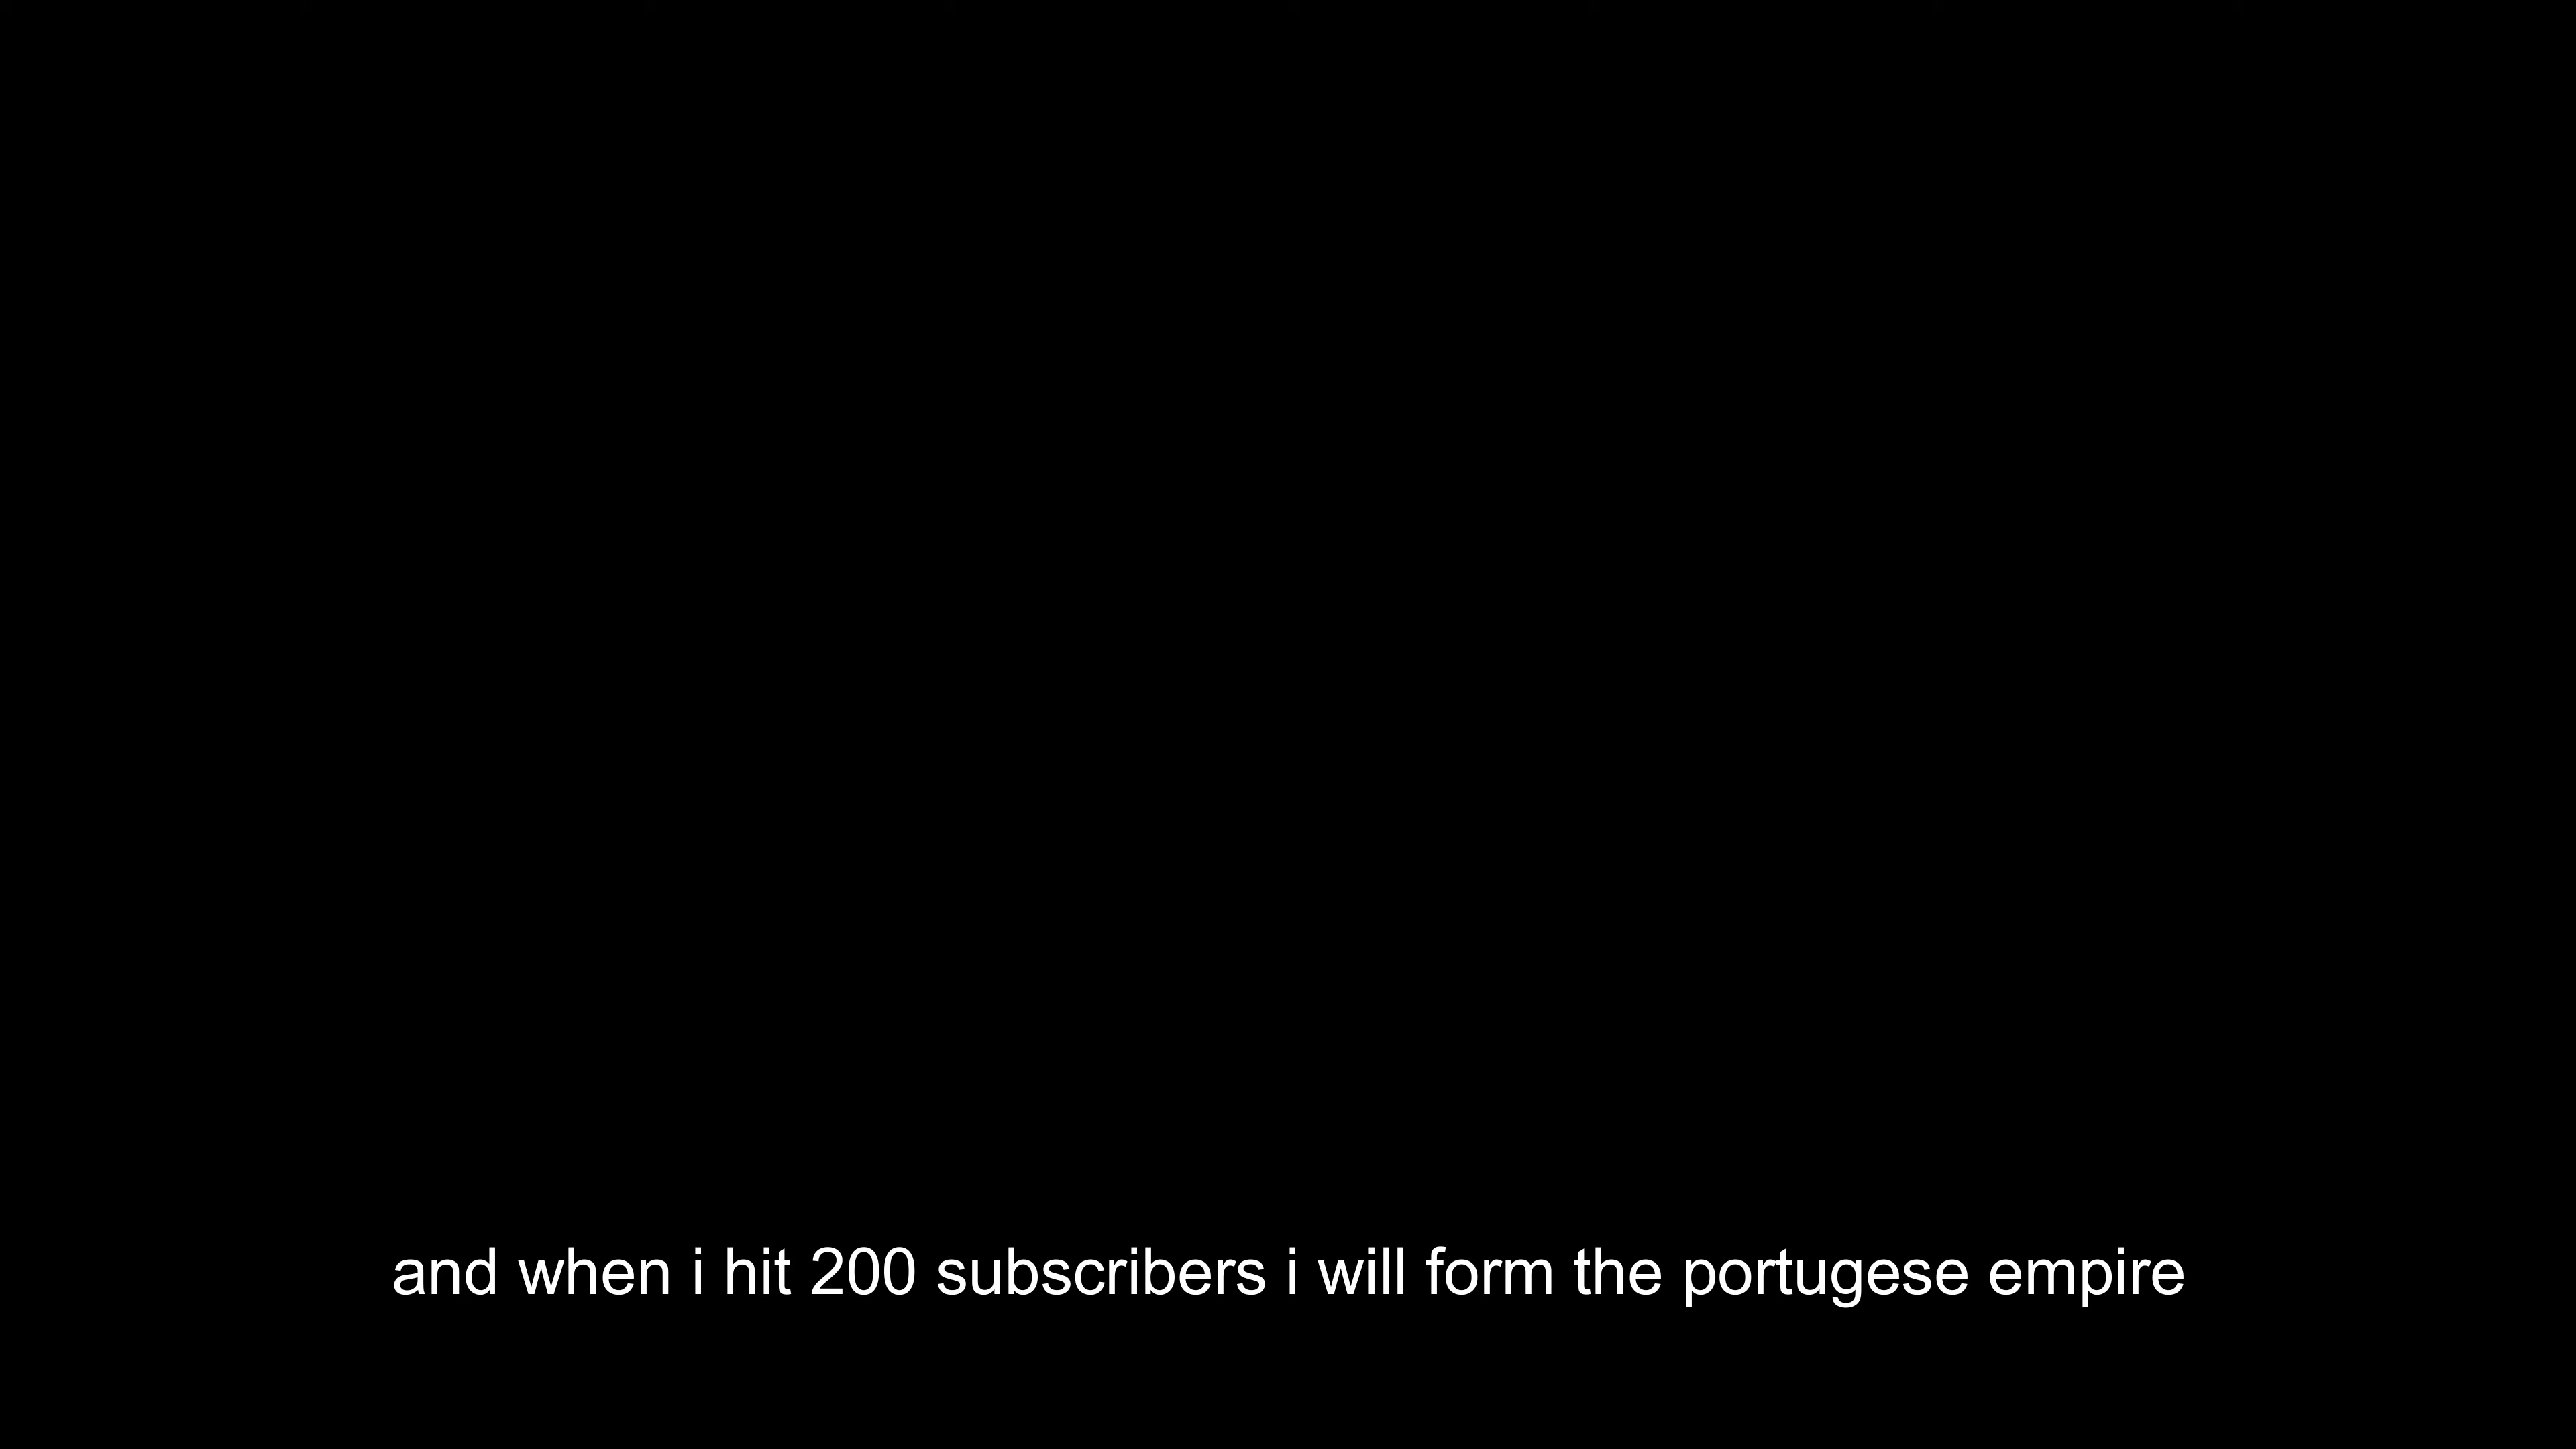 and when i hit 200 subscribers i will form the portugese empire